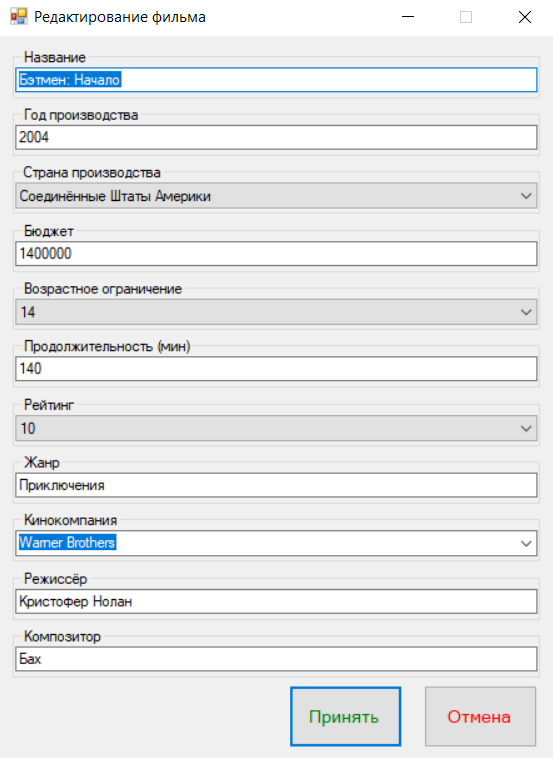 Редактирование фильма
Название
Бэтмен: Начало
Год производства
2004
Страна производства
Соединённые Штаты Америки
Бюджет
1400000
Возрастное ограничение
14
Продолжительность (мин)
140
Рейтинг
10
Жанр
Приключения
Кинокомпания
Warner Brothers
Режиссёр
Кристофер Нолан
Композитор
Бах
Принять Отмена